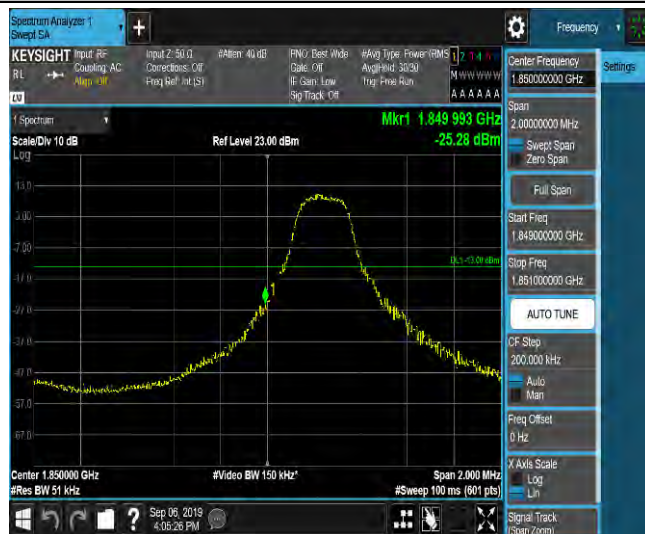 Spectrum Analyzer 1
Swept SA
Frequency
KEYSIGHT
RL
Input: RF
Coupling: AC
Align: Off
Input Z: 50 Ω
Corrections: Off
Freq Ref: Int (S)
#Atten: 40 dB
PNO: Best Wide
Gate: Off
IF Gain: Low
Sig Track: Off
#Avg Type: Power (RMS
Avg|Hold: 30/30
Trig: Free Run
M W W W W W
A A A A A A
1 Spectrum
Scale/Div 10 dB
Log
Ref Level 23.00 dBm
Mkr1 1.849 993 GHz
-25.28 dBm
13.0
3.00
-7.00
DL1 -13.00 dBm
-17.0
-27.0
-37.0
-47.0
-57.0
-67.0
1
Center 1.850000 GHz
#Res BW 51 kHz
#Video BW 150 kHz*
Span 2.000 MHz
#Sweep 100 ms (601 pts)
Sep 06, 2019
4:05:26 PM
Center Frequency
1.850000000 GHz
Settings
Span
2.00000000 MHz
Swept Span
Zero Span
Full Span
Start Freq
1.849000000 GHz
Stop Freq
1.851000000 GHz
AUTO TUNE
CF Step
200.000 kHz
Auto
Man
Freq Offset
0 Hz
X Axis Scale
Log
Lin
Signal Track
(Span Zoom)